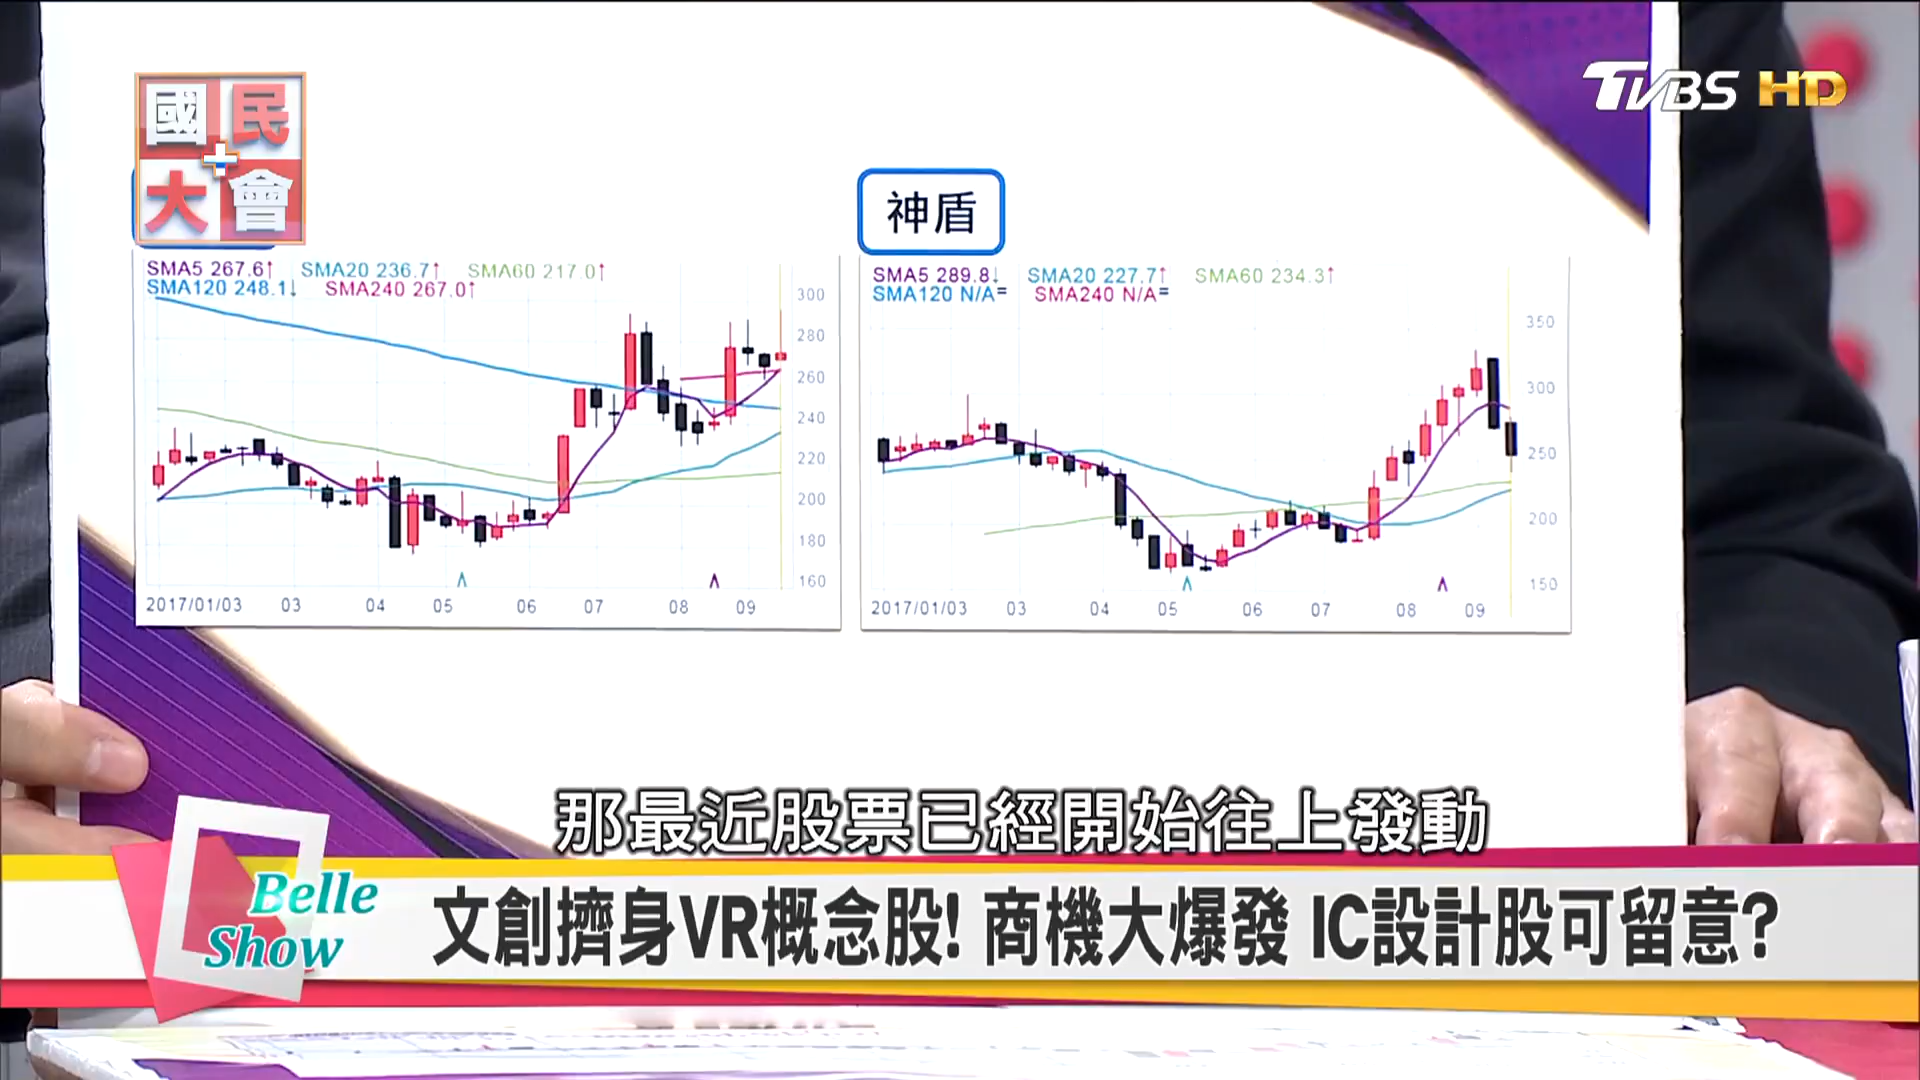 國民
大會
TVBS HD
神盾
SMA5 267.6↑ SMA20 236.7↑ SMA60 217.0↑
SMA120 248.1↓ SMA240 267.0↑
300
280
260
240
220
200
180
160
2017/01/03 03 04 05 06 07 08 09
SMA5 289.8↓ SMA20 227.7↑ SMA60 234.3↑
SMA120 N/A= SMA240 N/A=
350
300
250
200
150
2017/01/03 03 04 05 06 07 08 09
那最近股票已經開始往上發動
Belle
Show
文創擠身VR概念股! 商機大爆發 IC設計股可留意?